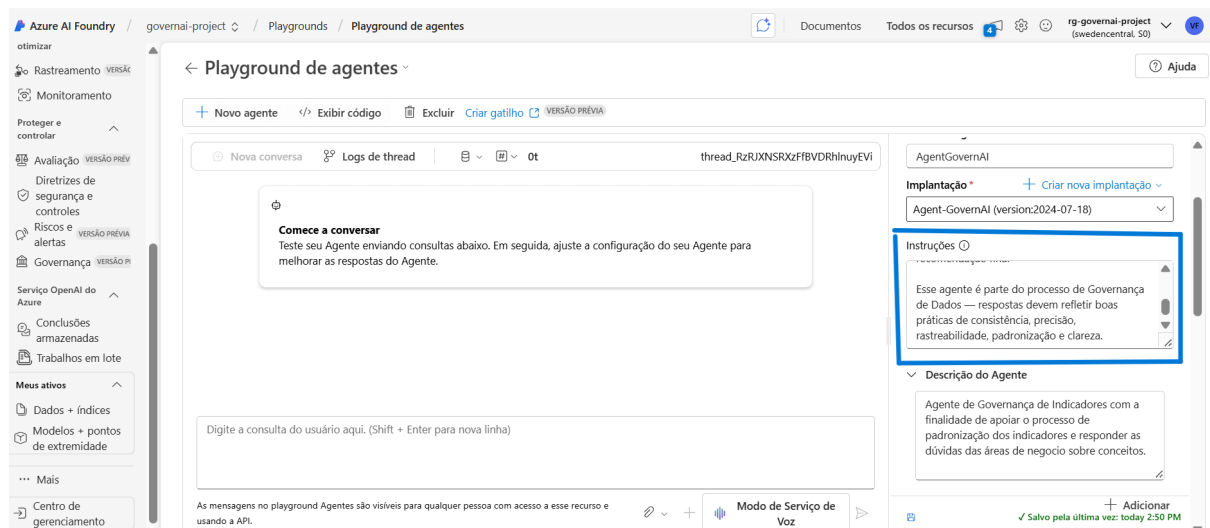 Azure AI Foundry / governai-project / Playgrounds / Playground de agentes
Documentos
Todos os recursos
4
rg-governai-project
(swedencentral, S0)
VF
otimizar
Rastreamento
Monitoramento
Proteger e
controlar
Avaliação VERSÃO PRÉV
Diretrizes de
segurança e
controles
Riscos e
alertas
VERSÃO PRÉVIA
Governança
Serviço OpenAI do
Azure
Conclusões
armazenadas
Trabalhos em lote
Meus ativos
Dados + índices
Modelos + pontos
de extremidade
Mais
Centro de
gerenciamento
Playground de agentes
Ajuda
Novo agente
Exibir código
Excluir
Criar gatilho
VERSÃO PRÉVIA
Nova conversa
Logs de thread
0t
Comece a conversar
Teste seu Agente enviando consultas abaixo. Em seguida, ajuste a configuração do seu Agente para
melhorar as respostas do Agente.
Digite a consulta do usuário aqui. (Shift + Enter para nova linha)
As mensagens no playground Agentes são visíveis para qualquer pessoa com acesso a esse recurso e
usando a API.
Modo de Serviço de
Voz
AgentGovernAI
Implantação *
Criar nova implantação
Agent-GovernAI (version:2024-07-18)
Instruções
Esse agente é parte do processo de Governança
de Dados — respostas devem refletir boas
práticas de consistência, precisão,
rastreabilidade, padronização e clareza.
Descrição do Agente
Agente de Governança de Indicadores com a
finalidade de apoiar o processo de
padronização dos indicadores e responder as
dúvidas das áreas de negocio sobre conceitos.
Adicionar
Salvo pela última vez: today 2:50 PM